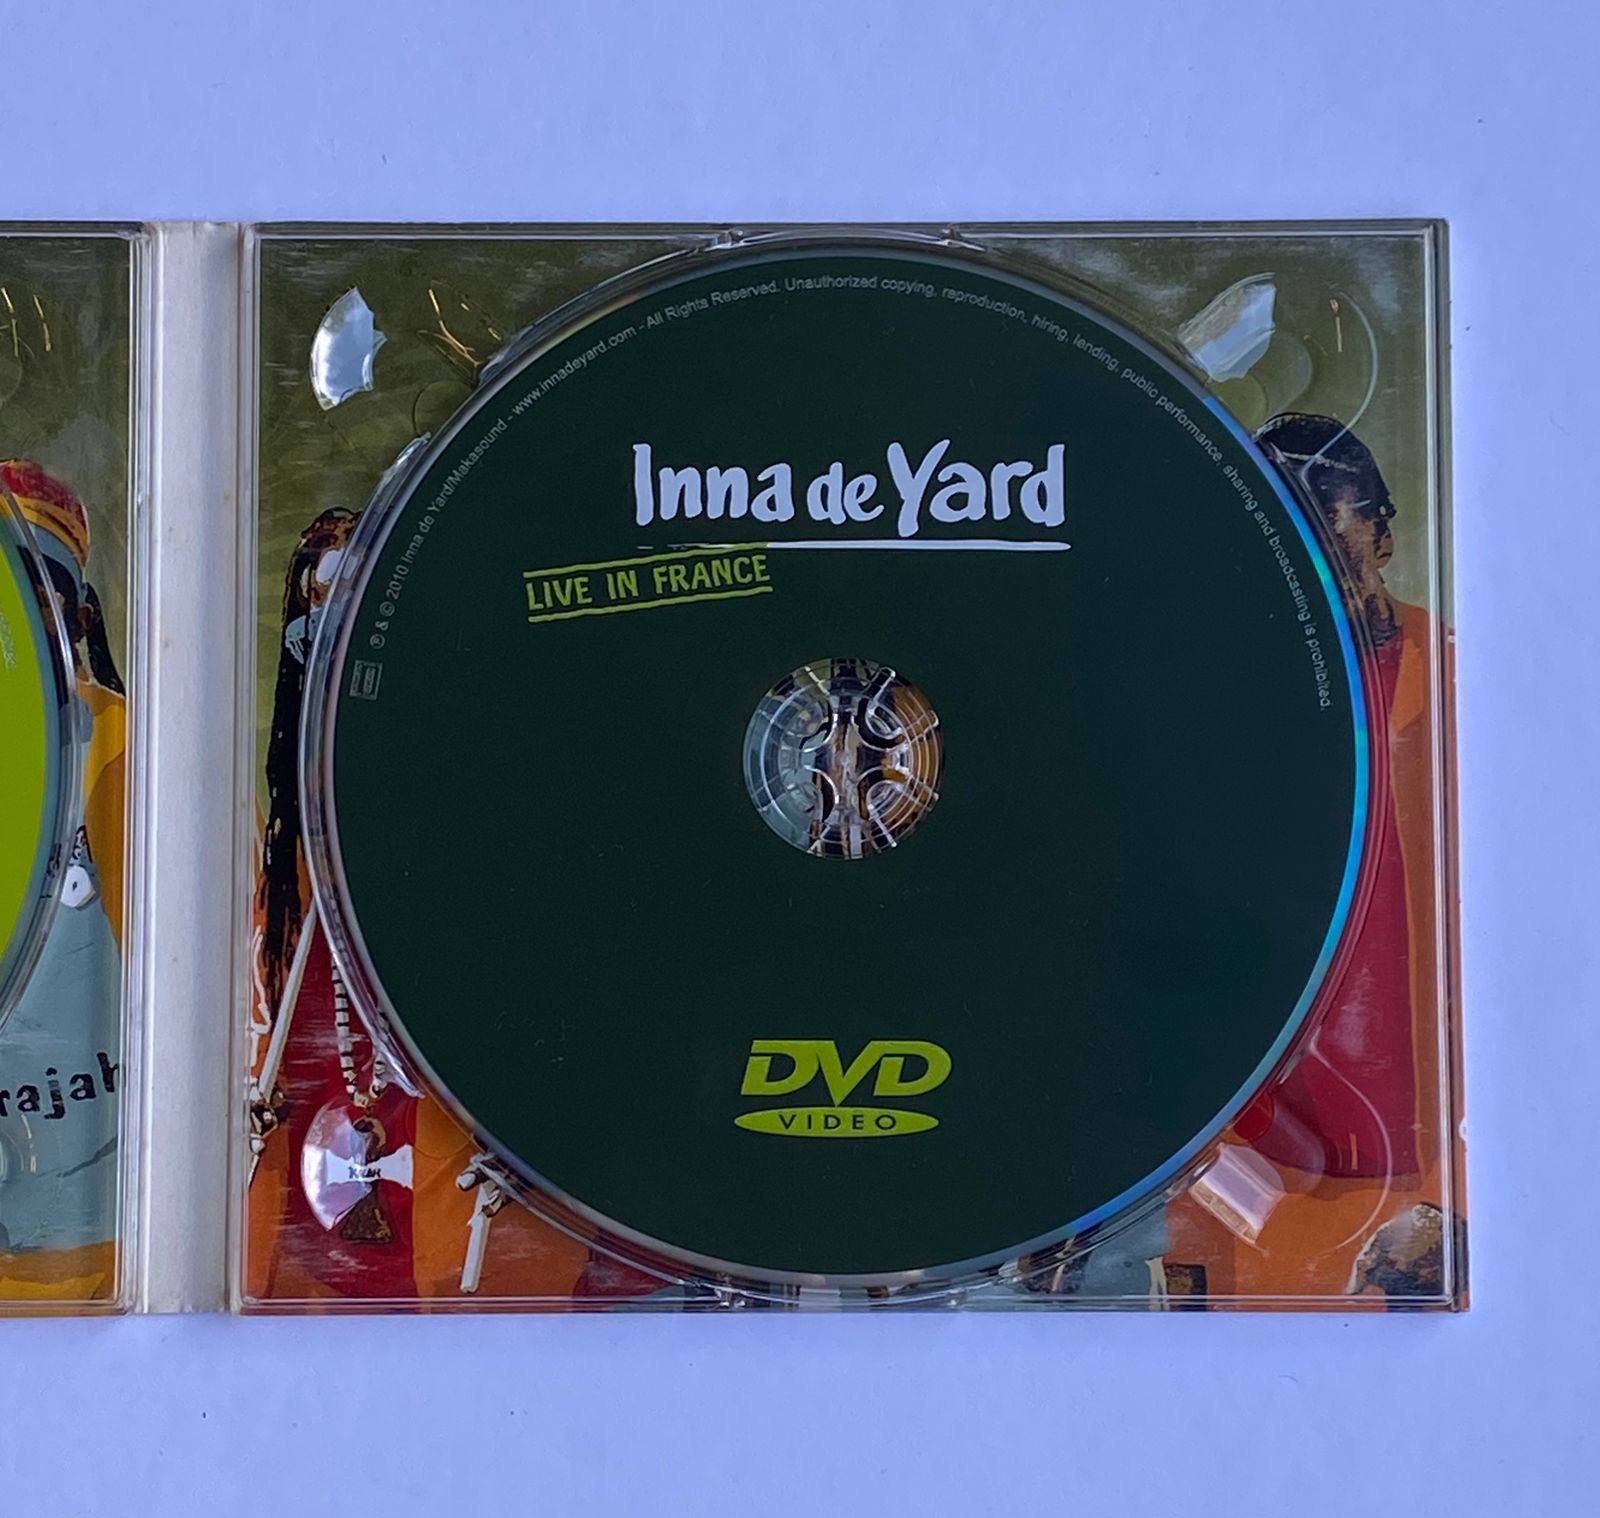 ℗ & © 2010 Inna de Yard/Makasound - www.innadeyard.com - All Rights Reserved. Unauthorized copying, reproduction, hiring, lending, public performance, sharing and broadcasting is prohibited.
Inna de Yard
LIVE IN FRANCE
rajah
DVD
VIDEO